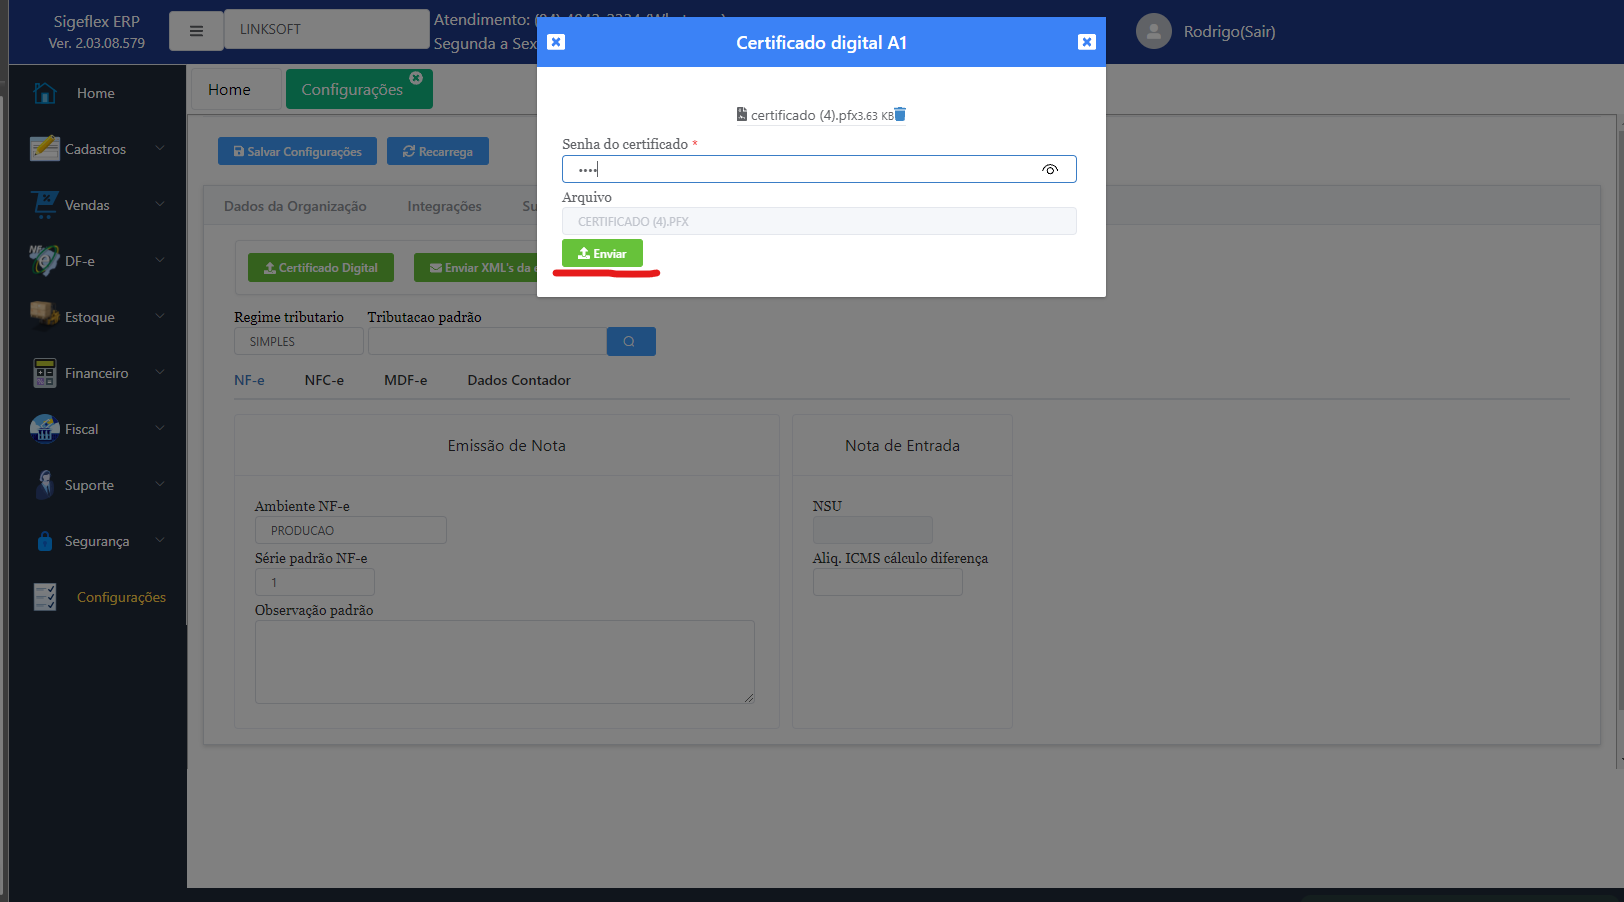 Sigeflex ERP
Ver. 2.03.08.579
LINKSOFT
Atendimento:
Segunda a Sex
Certificado digital A1
Rodrigo(Sair)
Home
Cadastros
Vendas
DF-e
Estoque
Financeiro
Fiscal
Suporte
Segurança
Configurações
Home
Configurações
certificado (4).pfx3.63 KB
Senha do certificado *
••••
Arquivo
CERTIFICADO (4).PFX
Enviar
Salvar Configurações
Recarrega
Dados da Organização
Integrações
Su
Certificado Digital
Enviar XML's da
Regime tributario
Tributacao padrão
SIMPLES
NF-e
NFC-e
MDF-e
Dados Contador
Emissão de Nota
Nota de Entrada
Ambiente NF-e
PRODUCAO
Série padrão NF-e
1
Observação padrão
NSU
Aliq. ICMS cálculo diferença